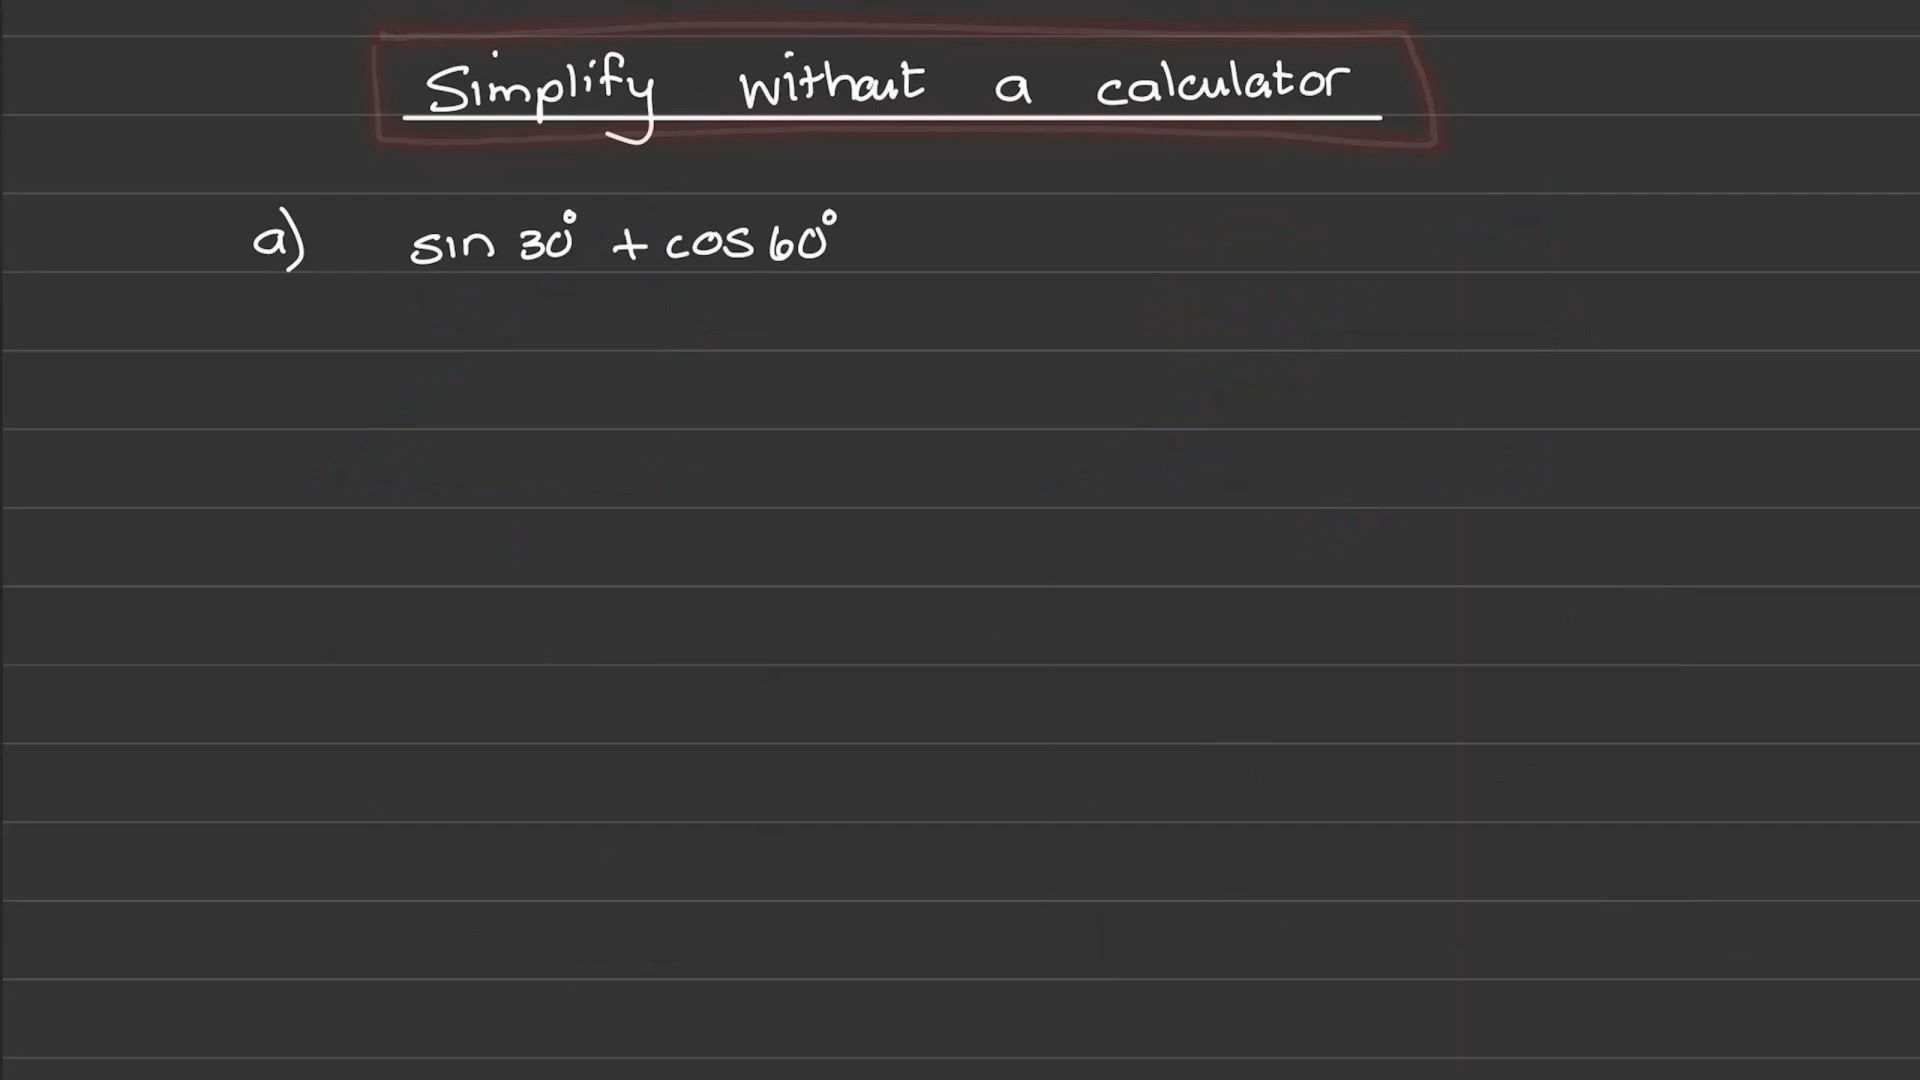 Simplify without a calculator
a) sin 30° + cos 60°